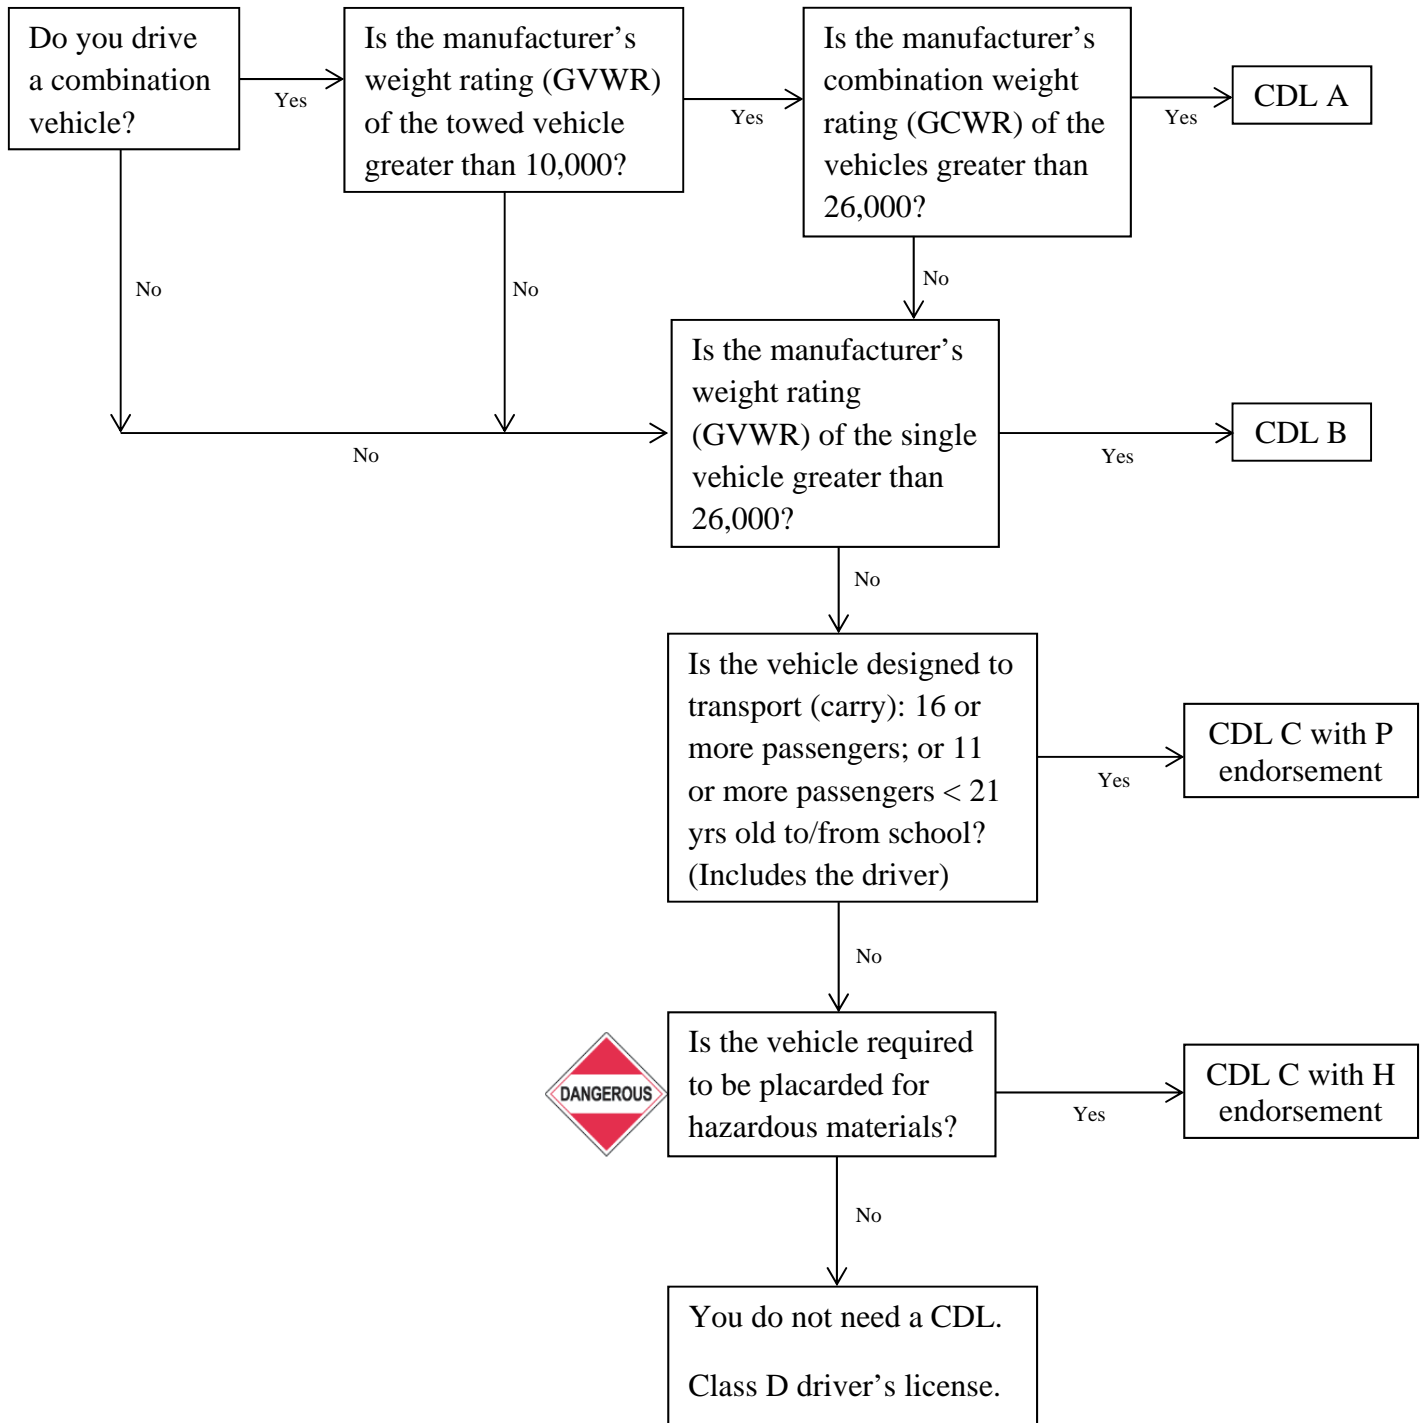 Do you drive
a combination
vehicle?
Yes
Is the manufacturer’s
weight rating (GVWR)
of the towed vehicle
greater than 10,000?
Yes
Is the manufacturer’s
combination weight
rating (GCWR) of the
vehicles greater than
26,000?
Yes
CDL A
No
No
No
No
Is the manufacturer’s
weight rating
(GVWR) of the single
vehicle greater than
26,000?
Yes
CDL B
No
Is the vehicle designed to
transport (carry): 16 or
more passengers; or 11
or more passengers < 21
yrs old to/from school?
(Includes the driver)
Yes
CDL C with P
endorsement
No
DANGEROUS
Is the vehicle required
to be placarded for
hazardous materials?
Yes
CDL C with H
endorsement
No
You do not need a CDL.
Class D driver’s license.